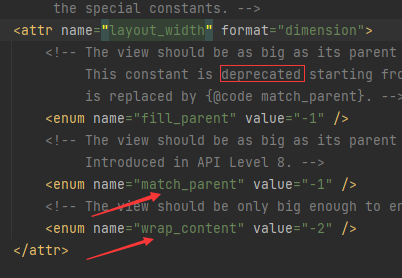 the special constants. -->
<attr name="layout_width" format="dimension">
<!-- The view should be as big as its parent
This constant is deprecated starting fro
is replaced by {@code match_parent}. -->
<enum name="fill_parent" value="-1" />
<!-- The view should be as big as its parent
Introduced in API Level 8. -->
<enum name="match_parent" value="-1" />
<!-- The view should be only big enough to en
<enum name="wrap_content" value="-2" />
</attr>